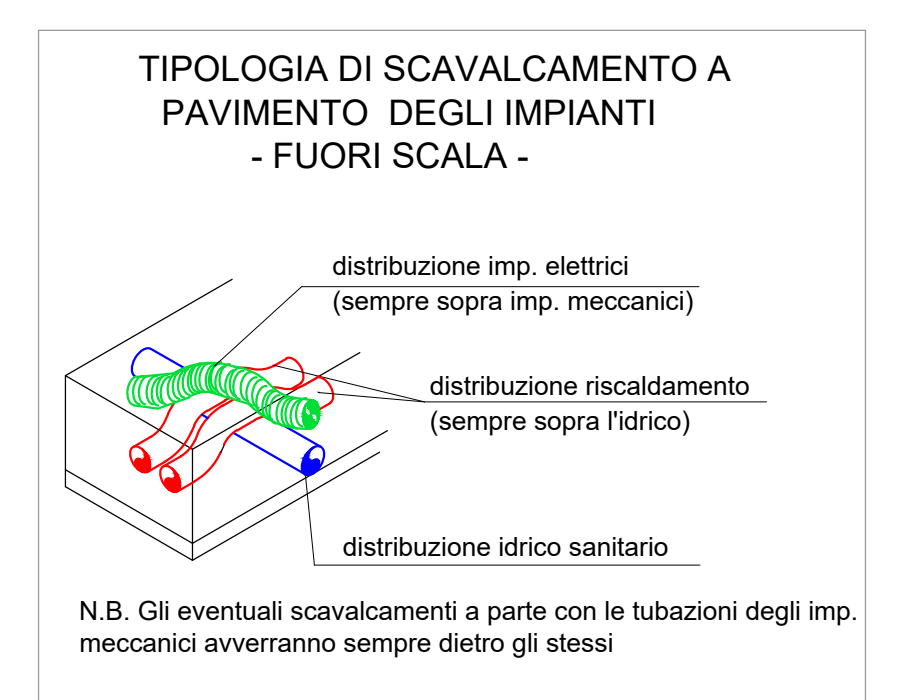 TIPOLOGIA DI SCAVALCAMENTO A
PAVIMENTO DEGLI IMPIANTI
- FUORI SCALA -
distribuzione imp. elettrici
(sempre sopra imp. meccanici)
distribuzione riscaldamento
(sempre sopra l'idrico)
distribuzione idrico sanitario
N.B. Gli eventuali scavalcamenti a parte con le tubazioni degli imp.
meccanici avverranno sempre dietro gli stessi